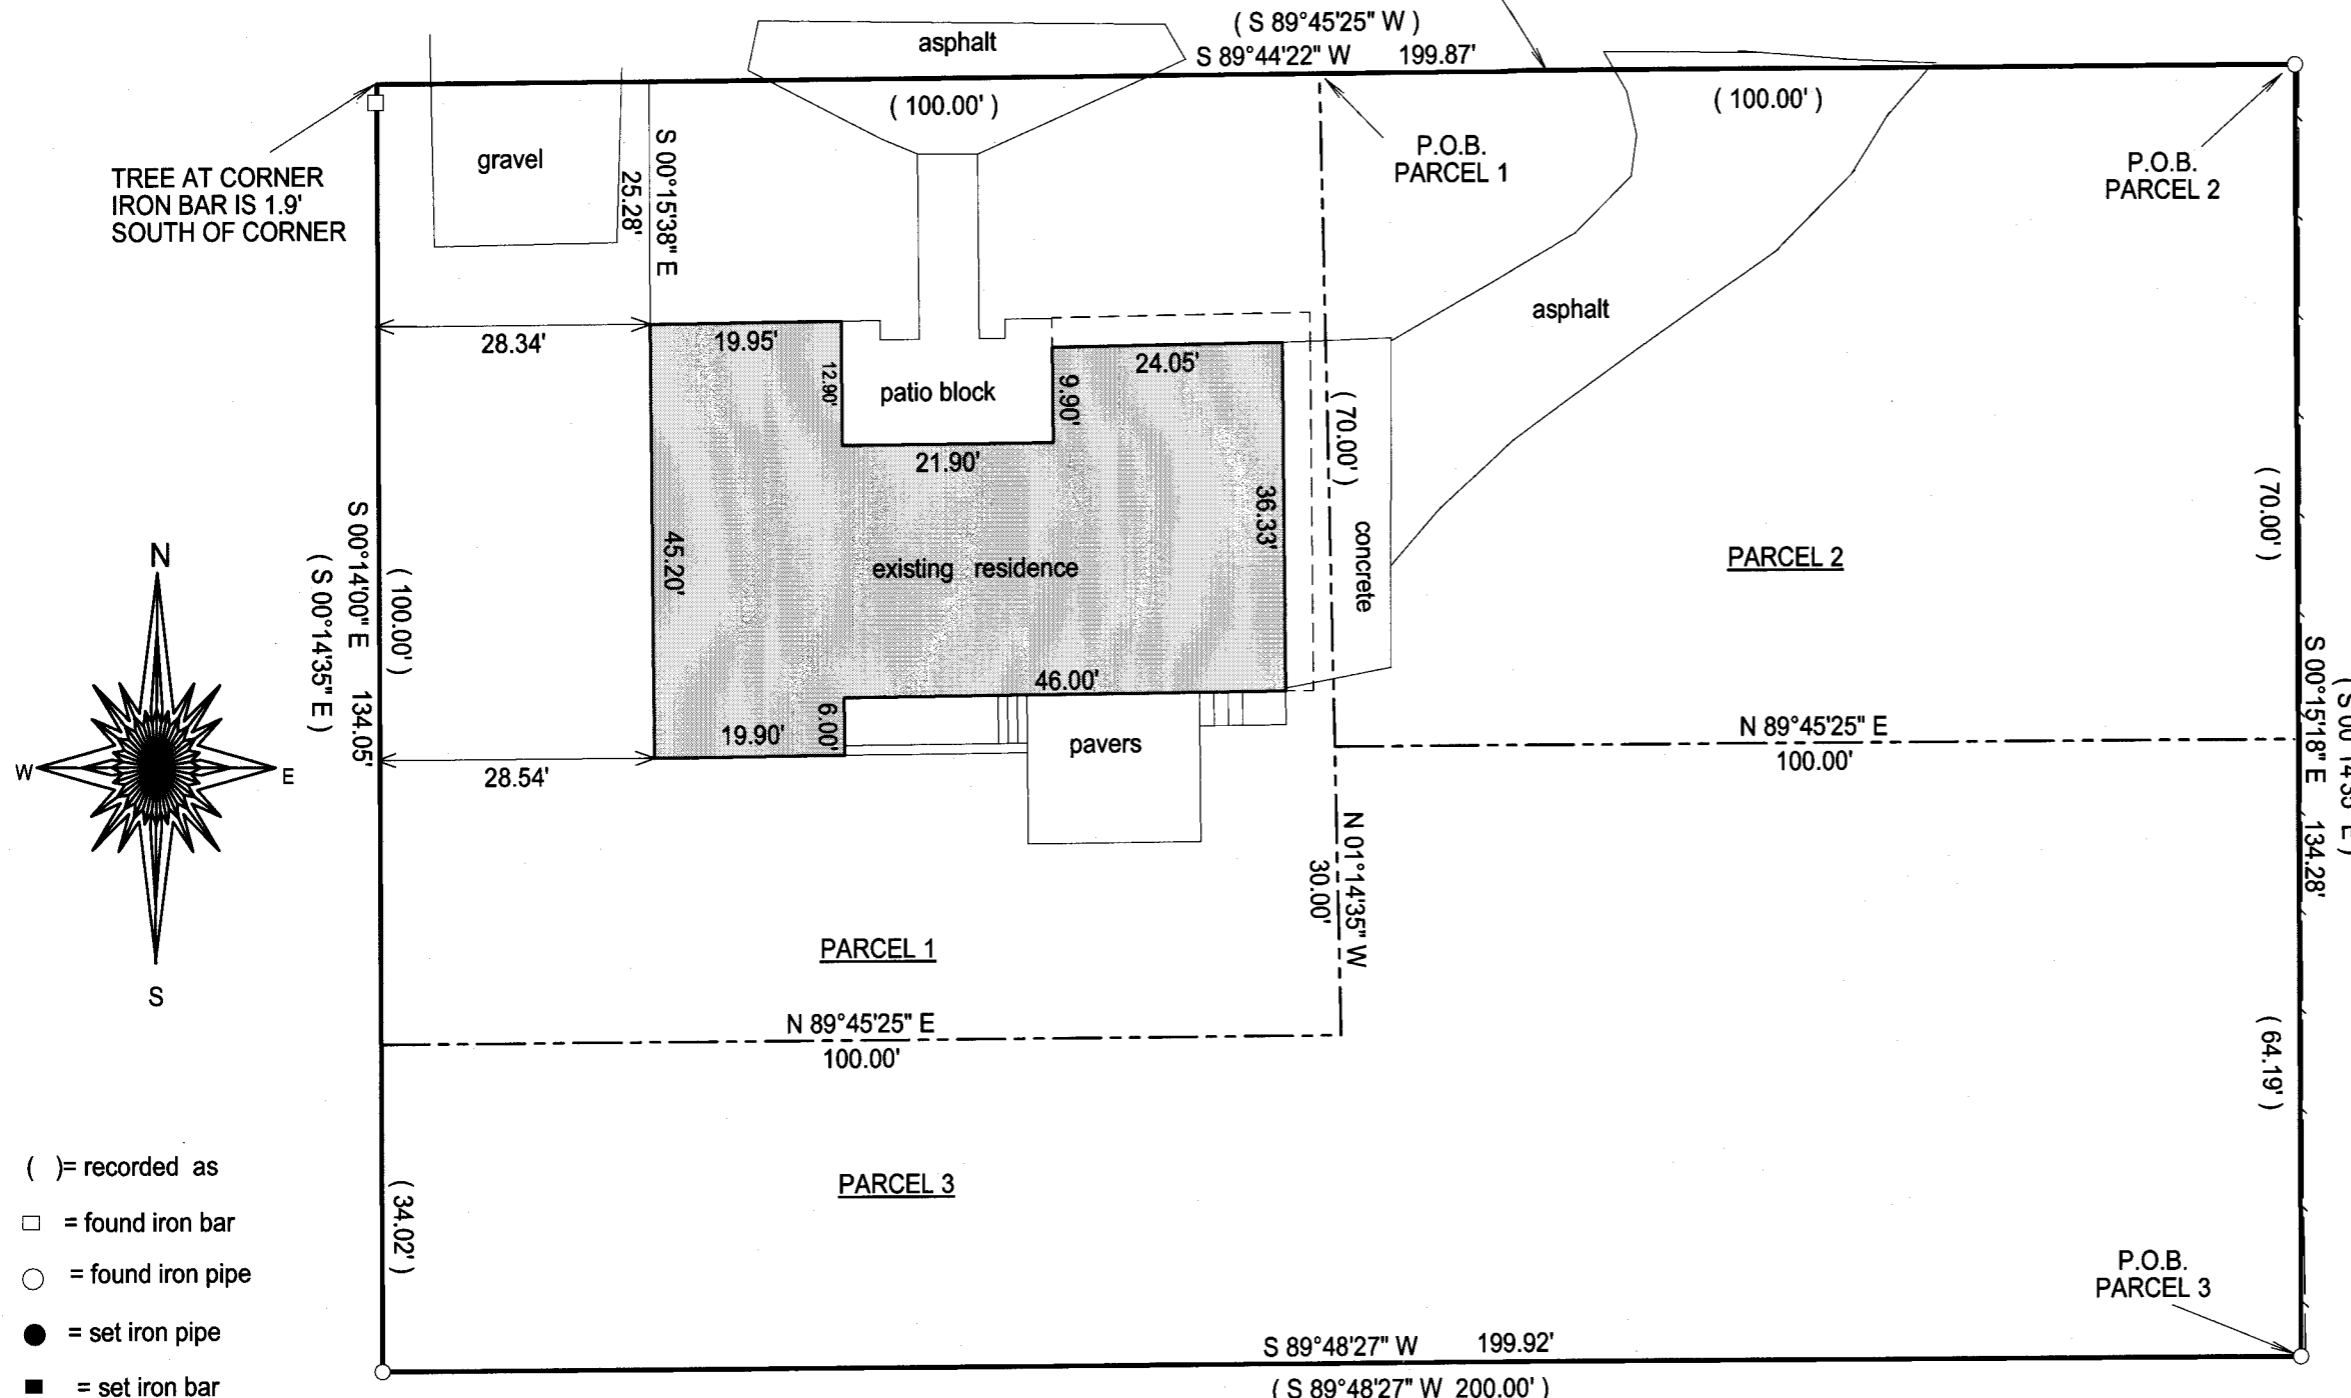 ( S 89°45'25" W )
S 89°44'22" W 199.87'
asphalt
( 100.00' )
( 100.00' )
gravel
S 00°15'38" E
25.28'
P.O.B.
PARCEL 1
P.O.B.
PARCEL 2
TREE AT CORNER
IRON BAR IS 1.9'
SOUTH OF CORNER
asphalt
28.34'
19.95'
12.90'
patio block
9.90'
24.05'
21.90'
( 70.00' )
36.33'
concrete
existing residence
45.20'
PARCEL 2
( 70.00' )
N
W
E
S
S 00°14'00" E 134.05'
( S 00°14'35" E )
( 100.00' )
46.00'
6.00'
19.90'
28.54'
pavers
N 89°45'25" E
100.00'
S 00°15'18" E 134.28'
N 01°14'35" W
30.00'
PARCEL 1
N 89°45'25" E
100.00'
( 64.19' )
PARCEL 3
( 34.02' )
( )= recorded as
= found iron bar
= found iron pipe
= set iron pipe
= set iron bar
P.O.B.
PARCEL 3
S 89°48'27" W 199.92'
( S 89°48'27" W 200.00' )